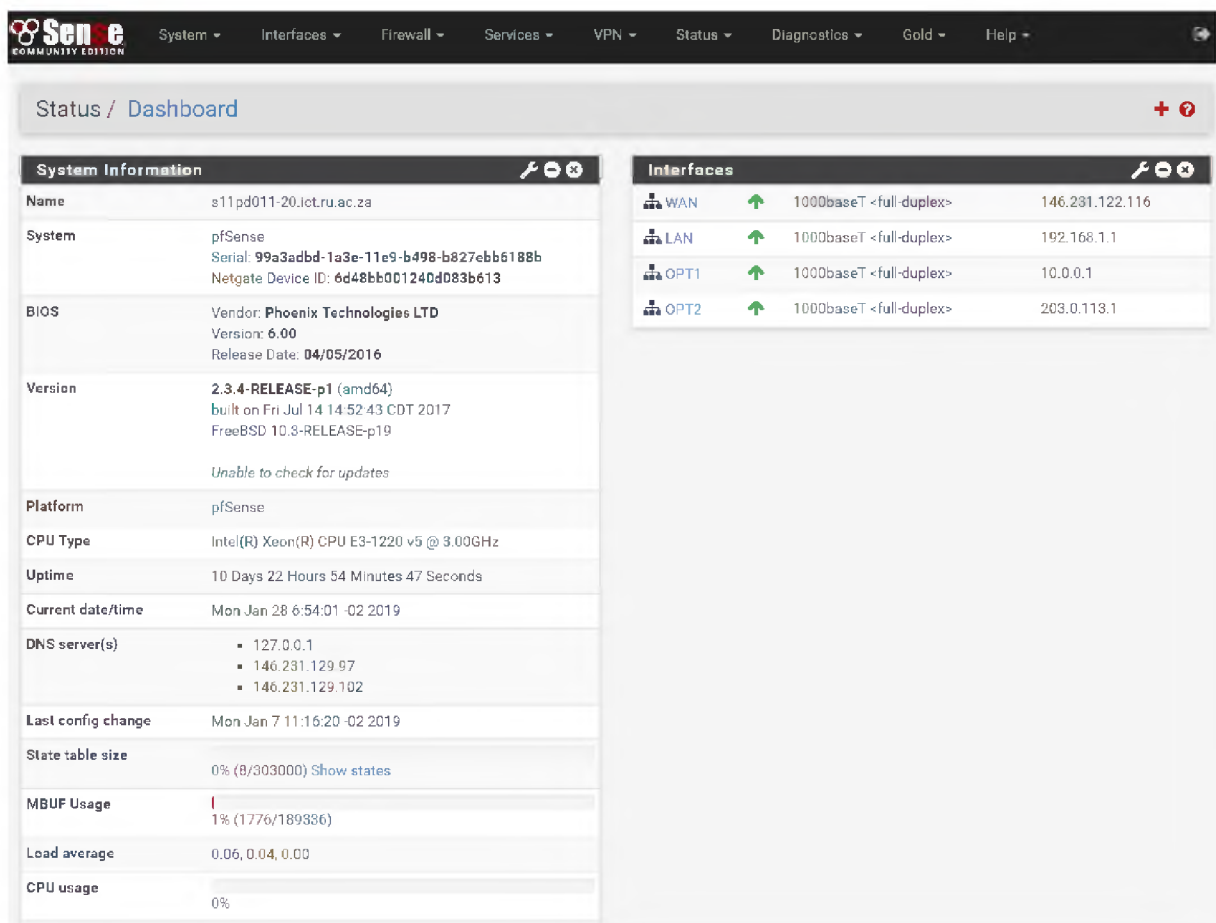 Sense
COMMUNITY EDITION
System Interfaces Firewall Services VPN Status Diagnostics Gold Help
Status / Dashboard
System Information
Name s11pd011-20.ict.ru.ac.za
System pfSense
Serial: 99a3adbd-1a3e-11e9-b498-b827ebb6188b
Netgate Device ID: 6d48bb001240d083b613
BIOS Vendor: Phoenix Technologies LTD
Version: 6.00
Release Date: 04/05/2016
Version 2.3.4-RELEASE-p1 (amd64)
built on Fri Jul 14 14:52:43 CDT 2017
FreeBSD 10.3-RELEASE-p19
Unable to check for updates
Platform pfSense
CPU Type Intel(R) Xeon(R) CPU E3-1220 v5 @ 3.00GHz
Uptime 10 Days 22 Hours 54 Minutes 47 Seconds
Current date/time Mon Jan 28 6:54:01 -02 2019
DNS server(s) 127.0.0.1
146.231.129.97
146.231.129.102
Last config change Mon Jan 7 11:16:20 -02 2019
State table size 0% (8/303000) Show states
MBUF Usage 1% (1776/189336)
Load average 0.06, 0.04, 0.00
CPU usage 0%
Interfaces
WAN 1000baseT <full-duplex> 146.231.122.116
LAN 1000baseT <full-duplex> 192.168.1.1
OPT1 1000baseT <full-duplex> 10.0.0.1
OPT2 1000baseT <full-duplex> 203.0.113.1